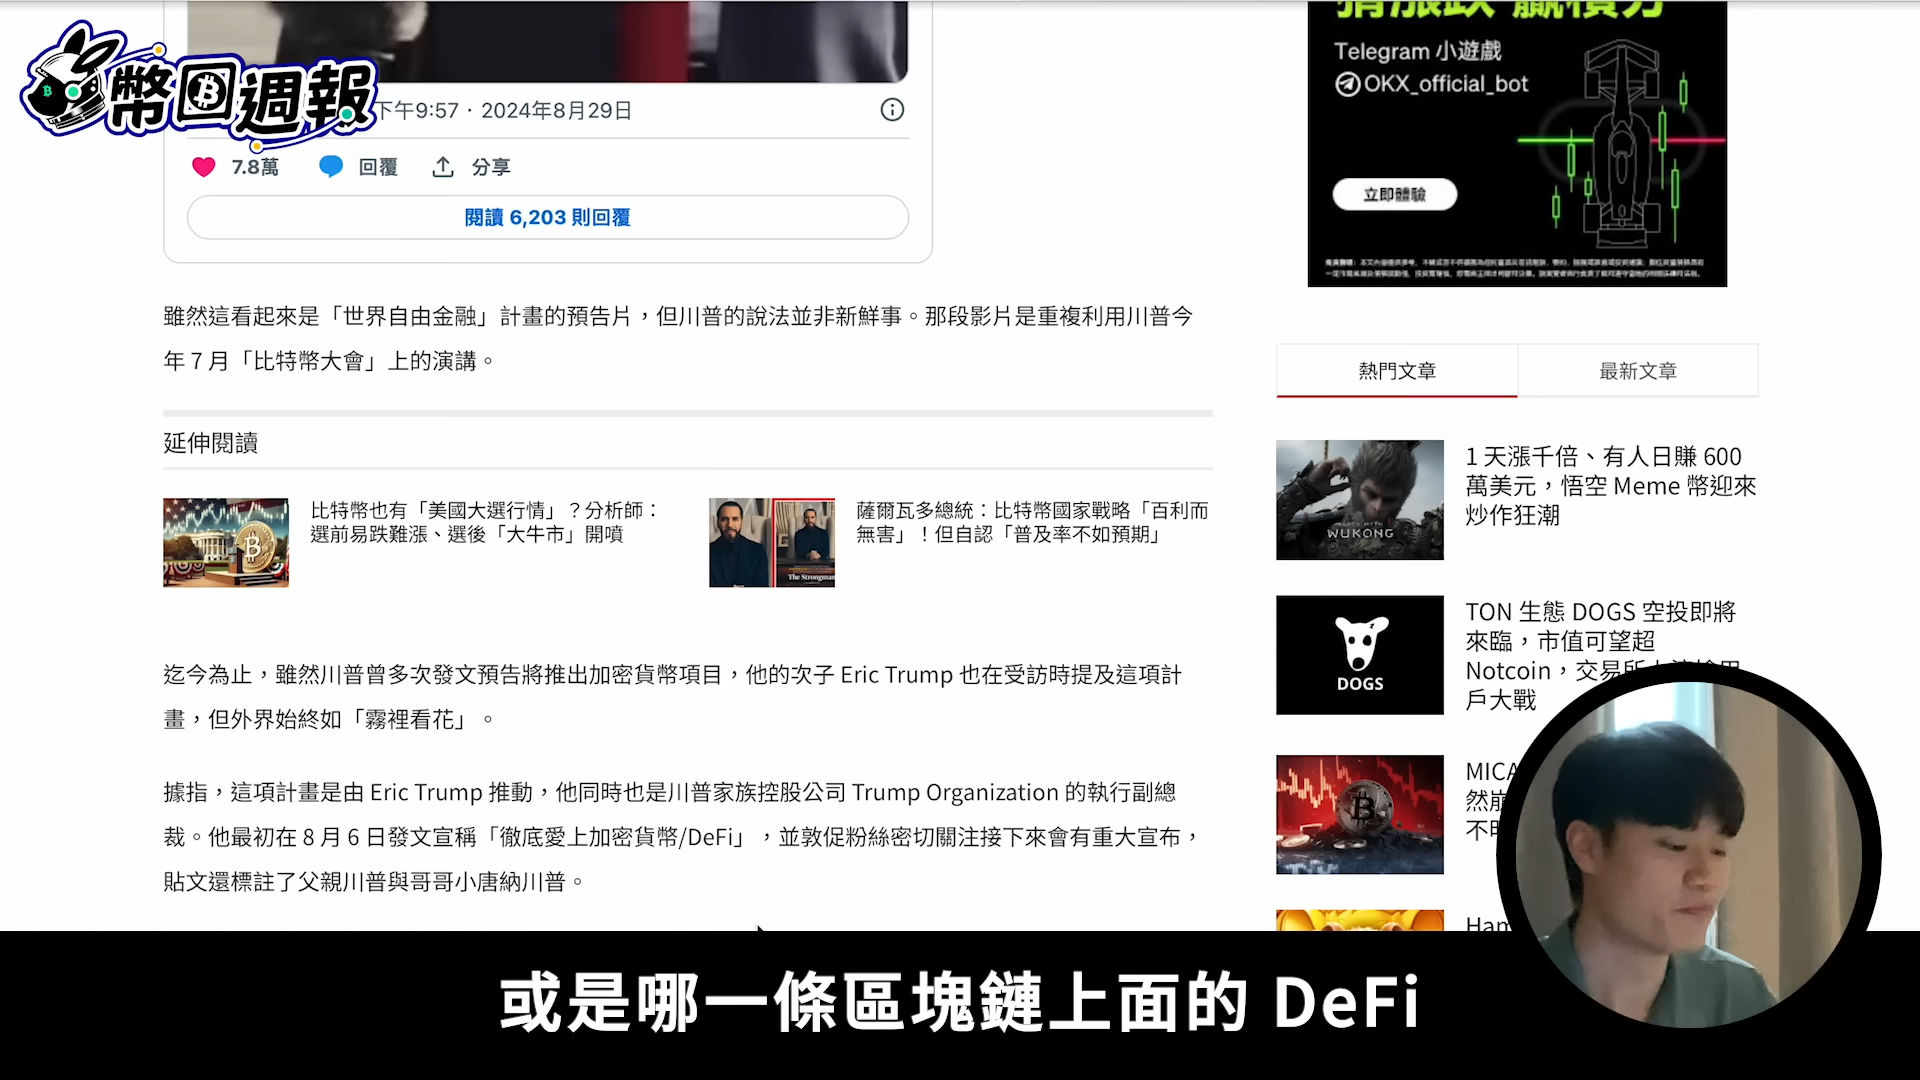 幣圈週報
下午9:57 · 2024年8月29日
7.8萬
回覆
分享
閱讀 6,203 則回覆
Telegram 小遊戲
OKX_official_bot
立即體驗
雖然這看起來是「世界自由金融」計畫的預告片，但川普的說法並非新鮮事。那段影片是重複利用川普今
年 7 月「比特幣大會」上的演講。
延伸閱讀
比特幣也有「美國大選行情」？分析師：
選前易跌難漲、選後「大牛市」開噴
薩爾瓦多總統：比特幣國家戰略「百利而
無害」！但自認「普及率不如預期」
The Strongman
迄今為止，雖然川普曾多次發文預告將推出加密貨幣項目，他的次子 Eric Trump 也在受訪時提及這項計
畫，但外界始終如「霧裡看花」。
據指，這項計畫是由 Eric Trump 推動，他同時也是川普家族控股公司 Trump Organization 的執行副總
裁。他最初在 8 月 6 日發文宣稱「徹底愛上加密貨幣/DeFi」，並敦促粉絲密切關注接下來會有重大宣布，
貼文還標註了父親川普與哥哥小唐納川普。
熱門文章
最新文章
WUKONG
1 天漲千倍、有人日賺 600
萬美元，悟空 Meme 幣迎來
炒作狂潮
DOGS
TON 生態 DOGS 空投即將
來臨，市值可望超
Notcoin，交易所
戶大戰
MICA
然崩
不
Ham
或是哪一條區塊鏈上面的 DeFi